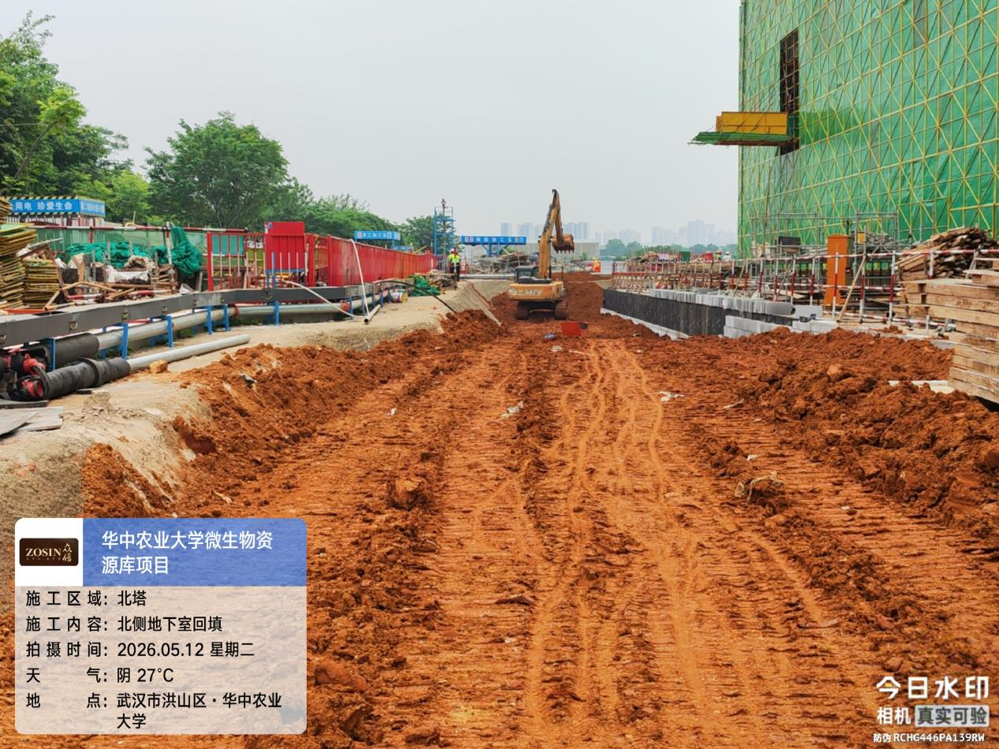 用电 珍爱生命
ZOSIN 众信
华中农业大学微生物资
源库项目
施工区域：北塔
施工内容：北侧地下室回填
拍摄时间：2026.05.12 星期二
天气：阴 27°C
地点：武汉市洪山区·华中农业
大学
今日水印
相机 真实可验
防伪 RCHG446PA139RW